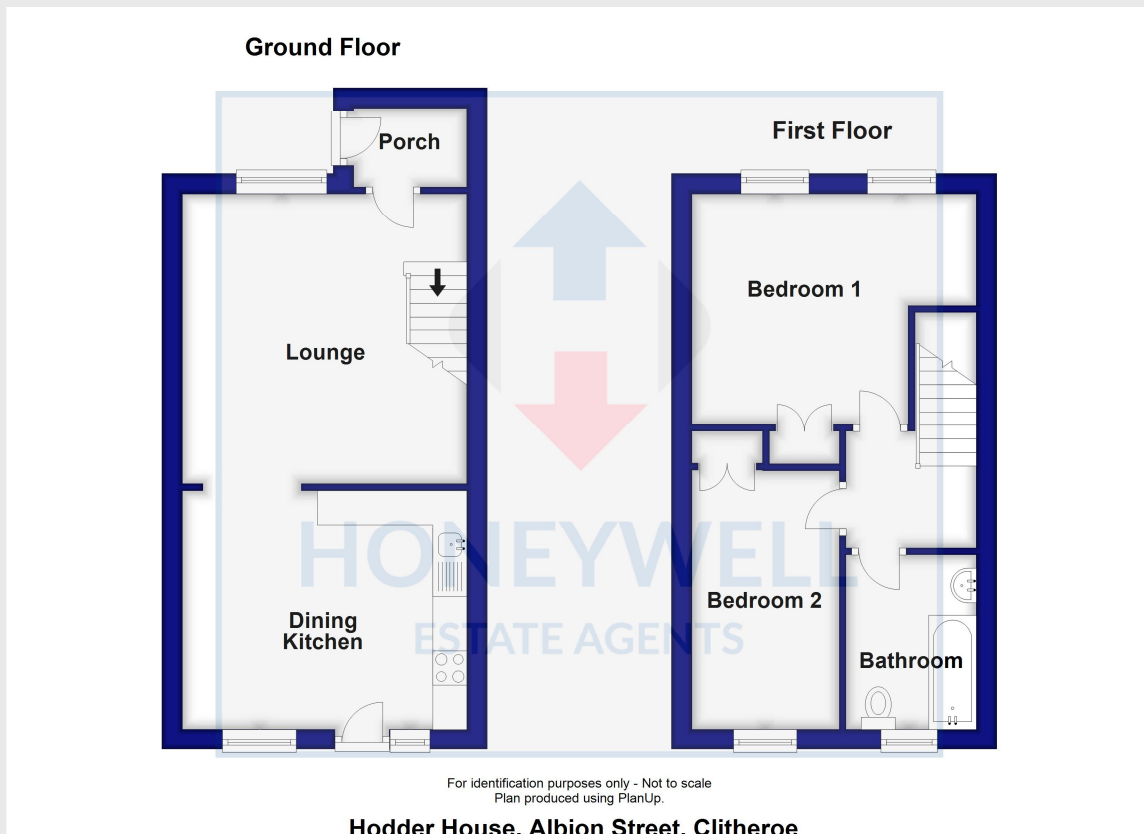 Ground Floor
First Floor
Porch
Bedroom 1
Lounge
HONEYWELL
ESTATE AGENTS
Dining
Kitchen
Bedroom 2
Bathroom
For identification purposes only - Not to scale
Plan produced using PlanUp.
Hodder House, Albion Street, Clitheroe